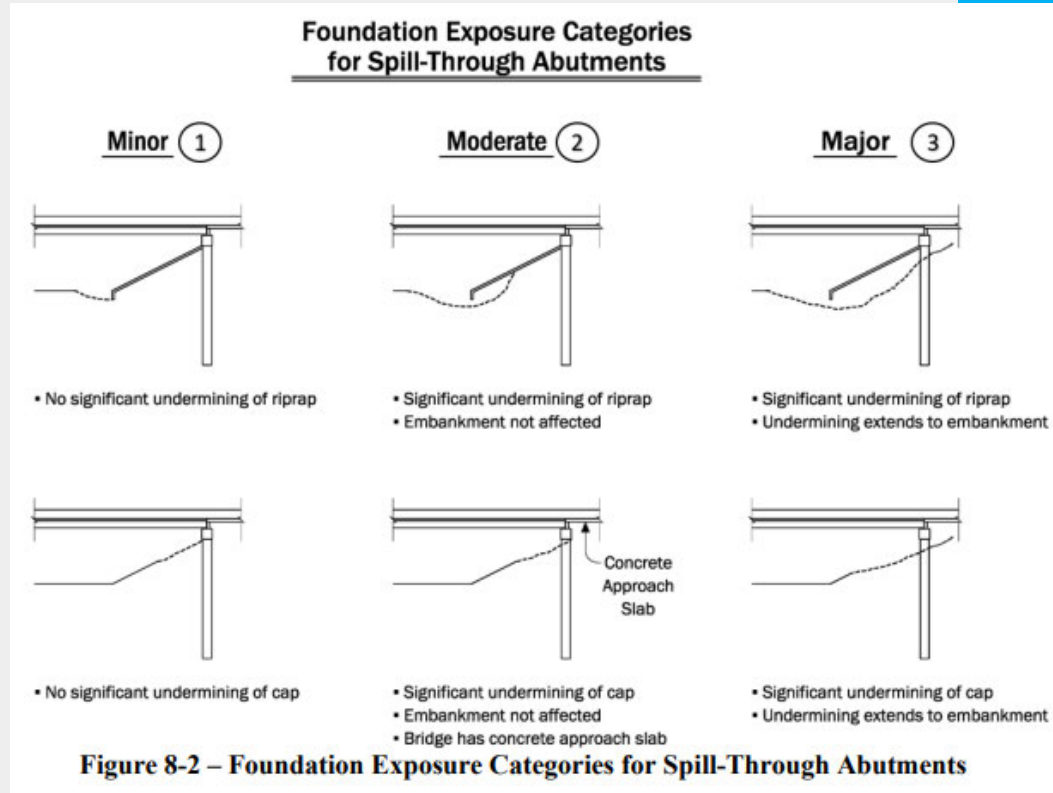 Foundation Exposure Categories
for Spill-Through Abutments
Minor 1
Moderate 2
Major 3
▪ No significant undermining of riprap
▪ Significant undermining of riprap
▪ Embankment not affected
▪ Significant undermining of riprap
▪ Undermining extends to embankment
Concrete
Approach
Slab
▪ No significant undermining of cap
▪ Significant undermining of cap
▪ Embankment not affected
▪ Bridge has concrete approach slab
▪ Significant undermining of cap
▪ Undermining extends to embankment
Figure 8-2 – Foundation Exposure Categories for Spill-Through Abutments